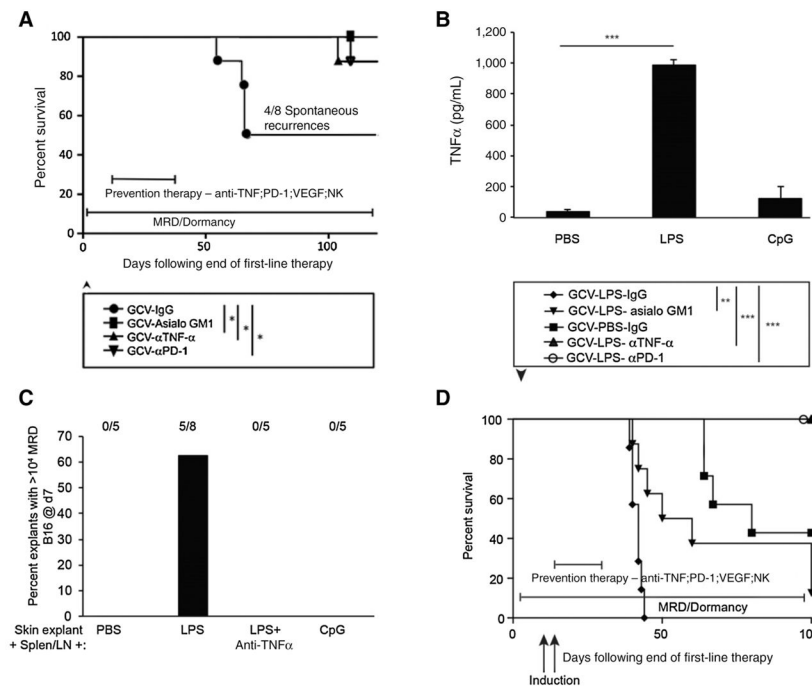 A
Percent survival
100
80
60
40
20
0
4/8 Spontaneous
recurrences
Prevention therapy – anti-TNF;PD-1;VEGF;NK
MRD/Dormancy
0
50
100
Days following end of first-line therapy
GCV-IgG
GCV-Asialo GM1
GCV-αTNF-α
GCV-αPD-1
*
*
*
B
TNFα (pg/mL)
1,200
1,000
800
600
400
200
0
***
PBS
LPS
CpG
GCV-LPS-IgG
GCV-LPS- asialo GM1
GCV-PBS-IgG
GCV-LPS- αTNF-α
GCV-LPS- αPD-1
**
***
***
C
0/5
5/8
0/5
0/5
Percent explants with >10⁴ MRD
B16 @ d7
70
60
50
40
30
20
10
0
Skin explant
+ Splen/LN +:
PBS
LPS
LPS+
Anti-TNFα
CpG
D
Percent survival
100
80
60
40
20
0
Prevention therapy – anti-TNF;PD-1;VEGF;NK
MRD/Dormancy
0
50
100
Days following end of first-line therapy
Induction